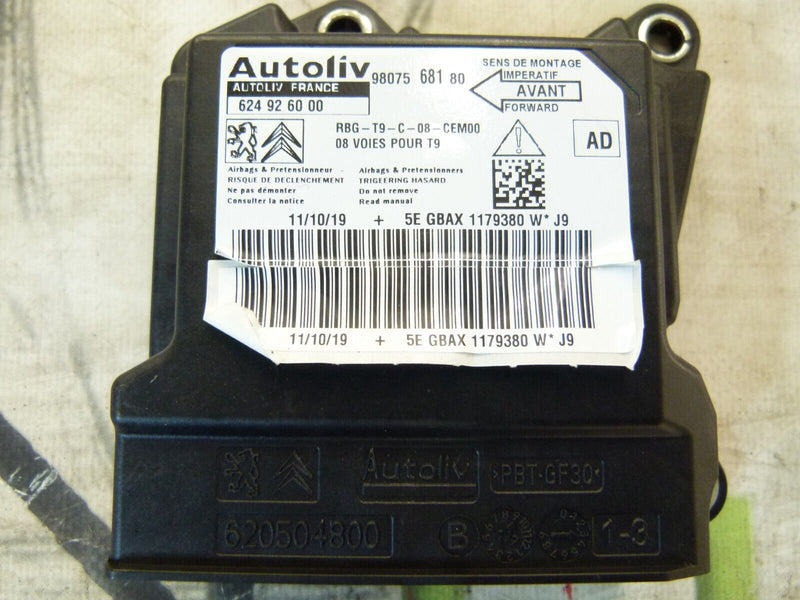 Autoliv 98075 681 80
AUTOLIV FRANCE
624 92 60 00
SENS DE MONTAGE
IMPERATIF
AVANT
FORWARD
RBG-T9-C-08-CEM00
08 VOIES POUR T9
AD
Airbags & Pretensionneur -
RISQUE DE DECLENCHEMENT
Ne pas démonter
Consulter la notice
Airbags & Pretensionners
TRIGEERING HASARD
Do not remove
Read manual
11/10/19 + 5E GBAX 1179380 W* J9
11/10/19 + 5E GBAX 1179380 W* J9
Autoliv
>PBT-GF30<
620504800
B
1-3